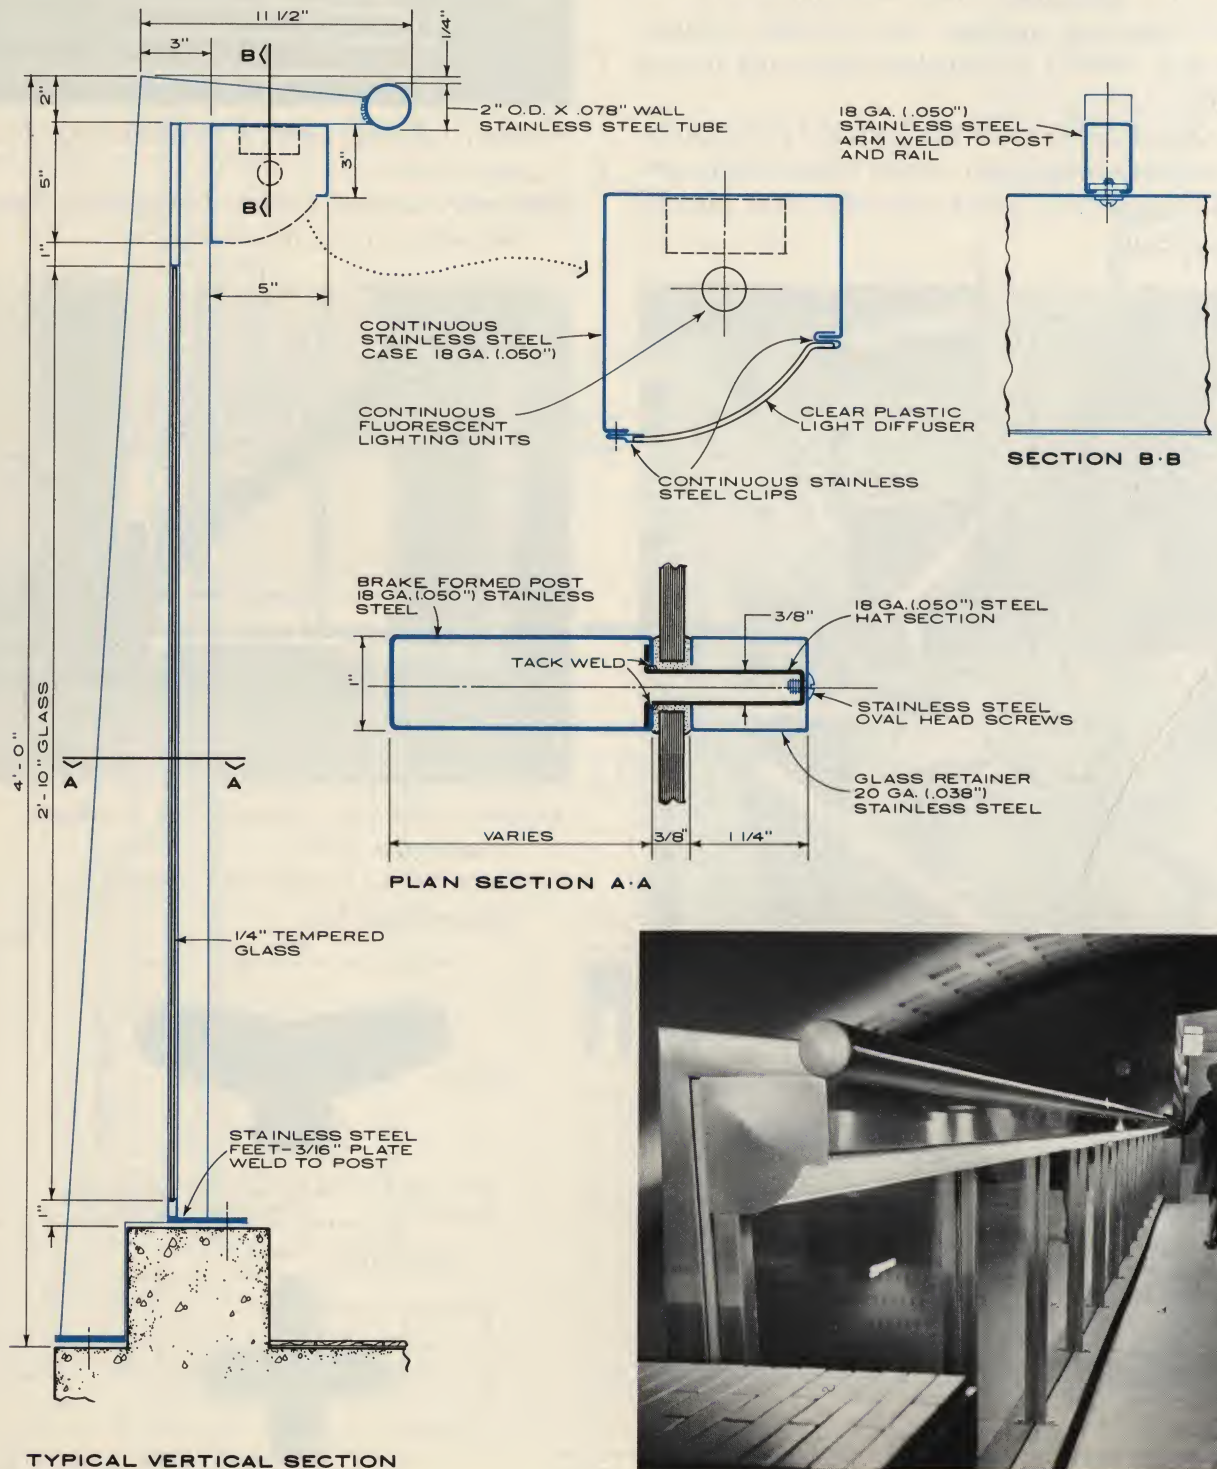 11 1/2"
3"
B
1/4"
2"
2" O.D. X .078" WALL
STAINLESS STEEL TUBE
5"
3"
B
1"
5"
18 GA. (.050")
STAINLESS STEEL
ARM WELD TO POST
AND RAIL
CONTINUOUS
STAINLESS STEEL
CASE 18 GA. (.050")
CONTINUOUS
FLUORESCENT
LIGHTING UNITS
CLEAR PLASTIC
LIGHT DIFFUSER
CONTINUOUS STAINLESS
STEEL CLIPS
SECTION B·B
BRAKE FORMED POST
18 GA. (.050") STAINLESS
STEEL
TACK WELD
1"
3/8"
18 GA. (.050") STEEL
HAT SECTION
STAINLESS STEEL
OVAL HEAD SCREWS
GLASS RETAINER
20 GA. (.038")
STAINLESS STEEL
VARIES
3/8"
1 1/4"
PLAN SECTION A·A
4'-0"
2'-10" GLASS
A
A
1/4" TEMPERED
GLASS
STAINLESS STEEL
FEET-3/16" PLATE
WELD TO POST
1"
TYPICAL VERTICAL SECTION